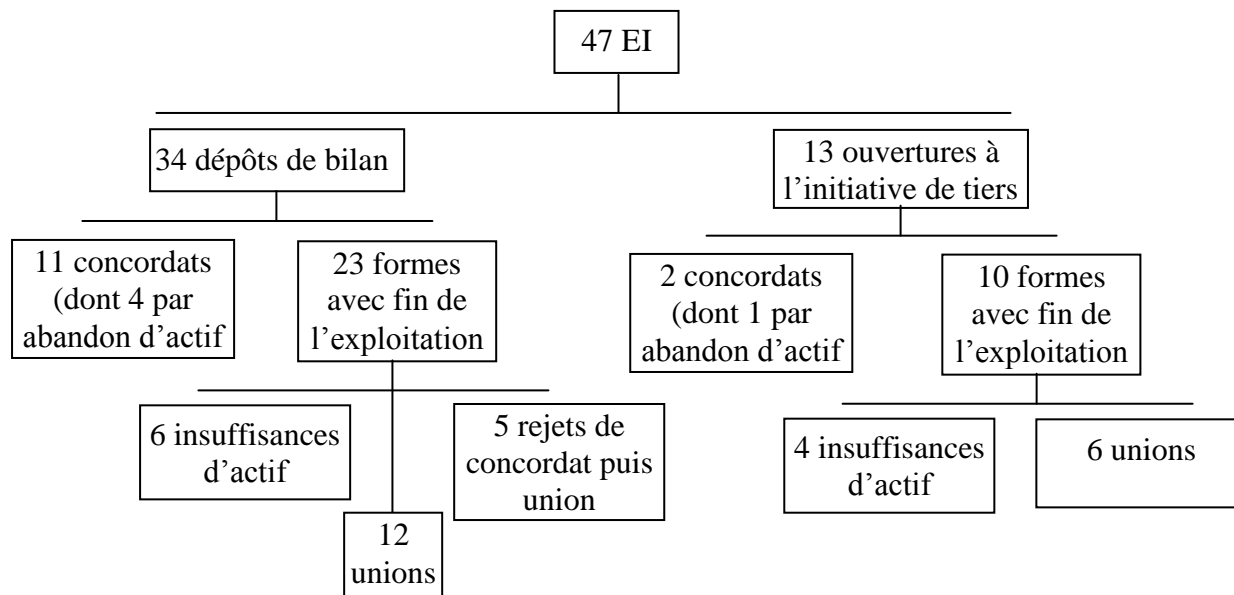 47 EI
34 dépôts de bilan
13 ouvertures à
l’initiative de tiers
11 concordats
(dont 4 par
abandon d’actif
23 formes
avec fin de
l’exploitation
2 concordats
(dont 1 par
abandon d’actif
10 formes
avec fin de
l’exploitation
6 insuffisances
d’actif
5 rejets de
concordat puis
union
4 insuffisances
d’actif
6 unions
12
unions